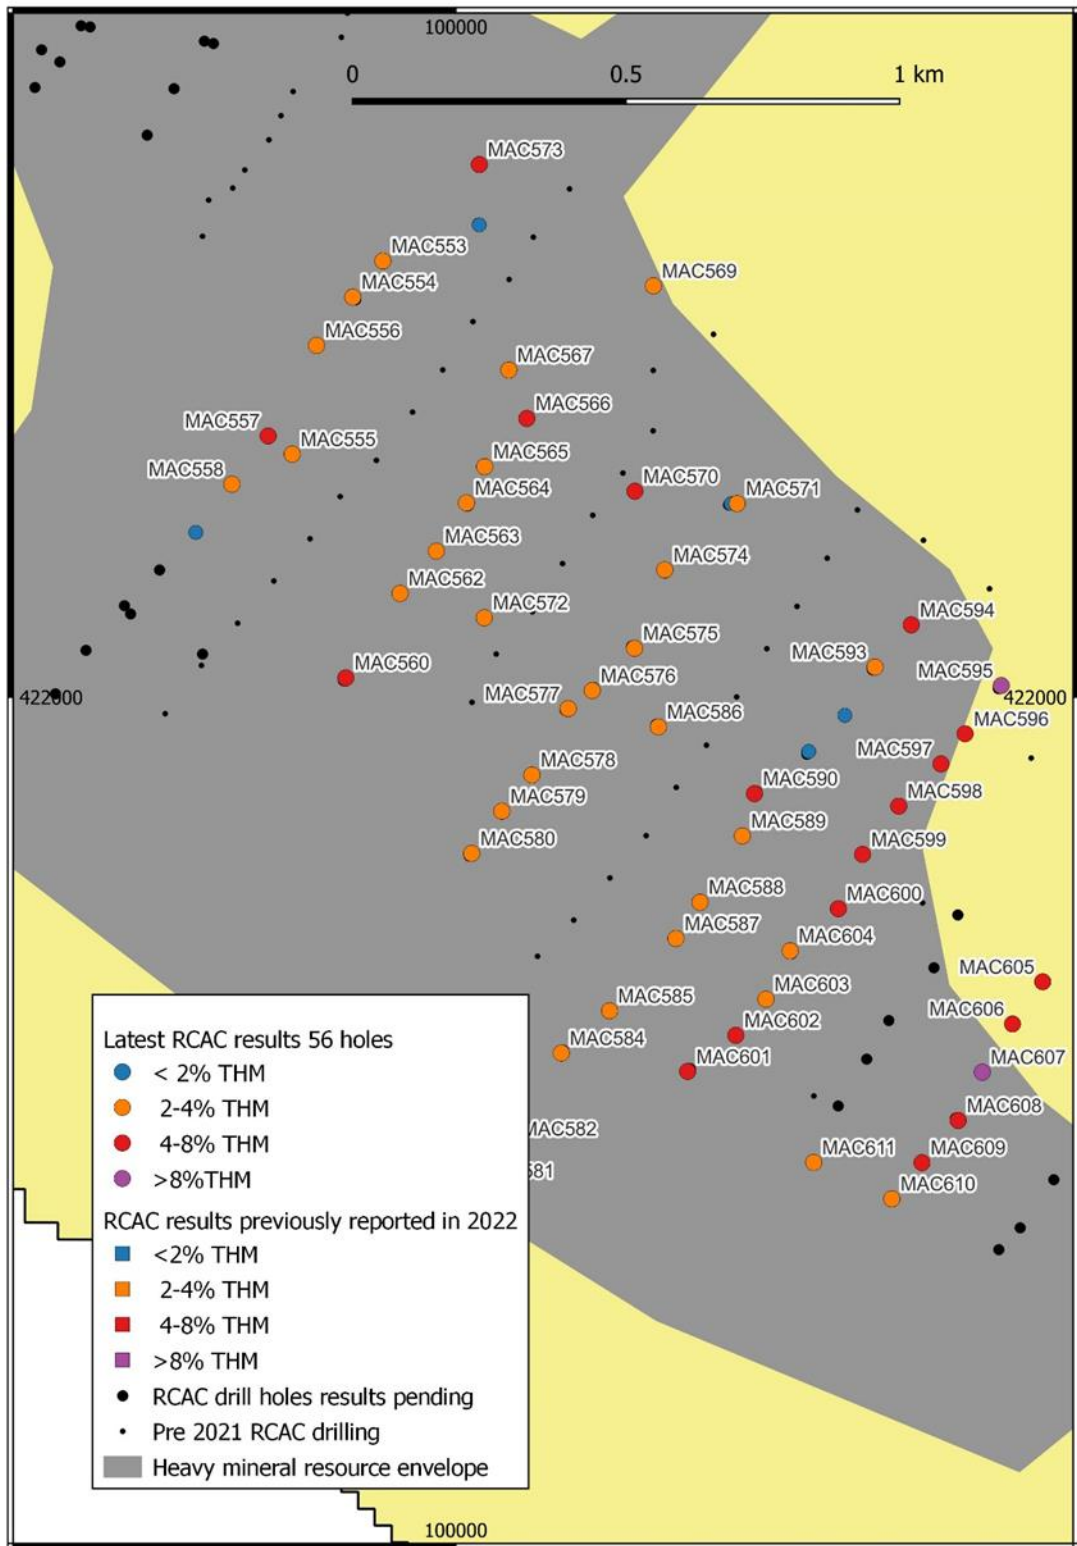 100000
0 0.5 1 km
MAC573
MAC553
MAC569
MAC554
MAC556
MAC567
MAC566
MAC557
MAC555
MAC565
MAC558
MAC570
MAC564
MAC571
MAC563
MAC574
MAC562
MAC572
MAC594
MAC575
MAC593
MAC560
MAC595
MAC576
MAC577
422000 422000
MAC586
MAC596
MAC597
MAC578
MAC590
MAC598
MAC579
MAC589
MAC580
MAC599
MAC588
MAC600
MAC587
MAC604
MAC605
MAC585
MAC603
MAC606
MAC584
MAC602
MAC601
MAC607
MAC608
MAC582
MAC611
MAC609
581
MAC610
Latest RCAC results 56 holes
< 2% THM
2-4% THM
4-8% THM
>8%THM
RCAC results previously reported in 2022
<2% THM
2-4% THM
4-8% THM
>8% THM
RCAC drill holes results pending
Pre 2021 RCAC drilling
Heavy mineral resource envelope
100000